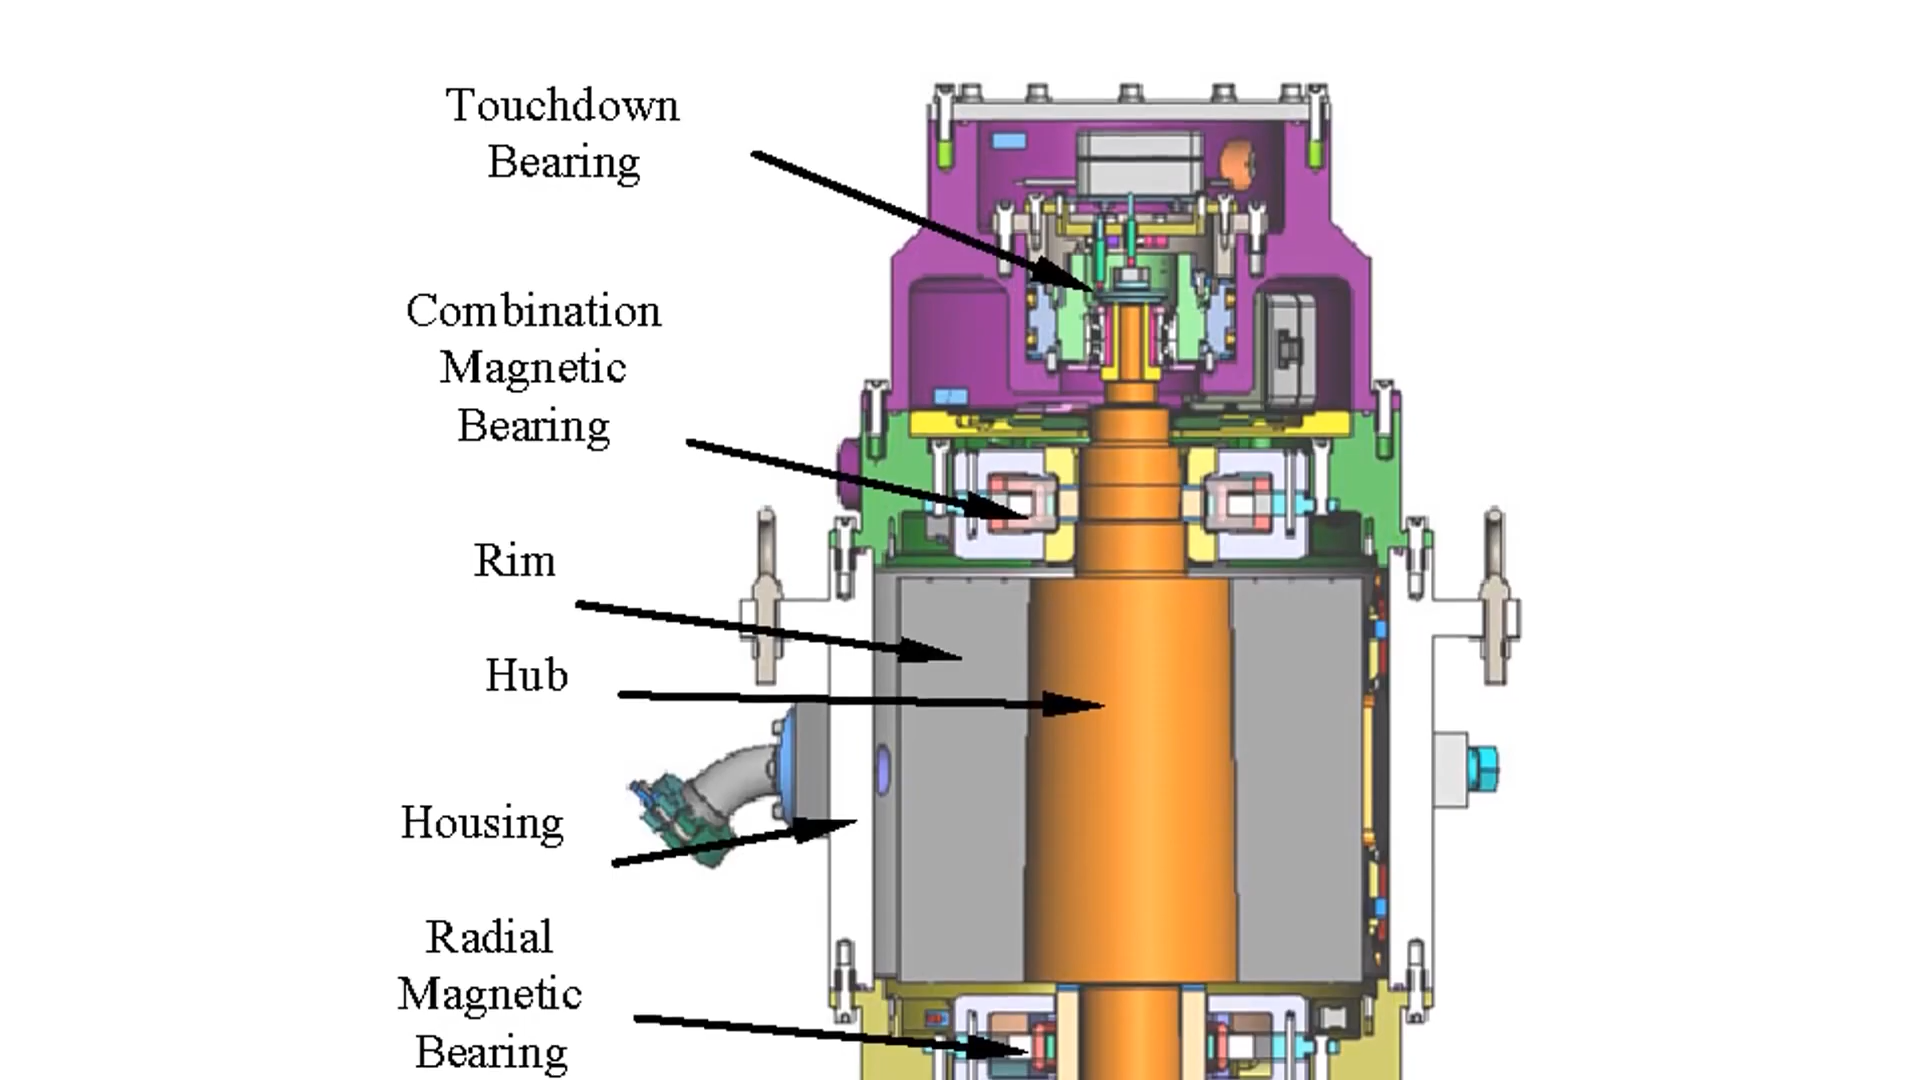 Touchdown
Bearing
Combination
Magnetic
Bearing
Rim
Hub
Housing
Radial
Magnetic
Bearing